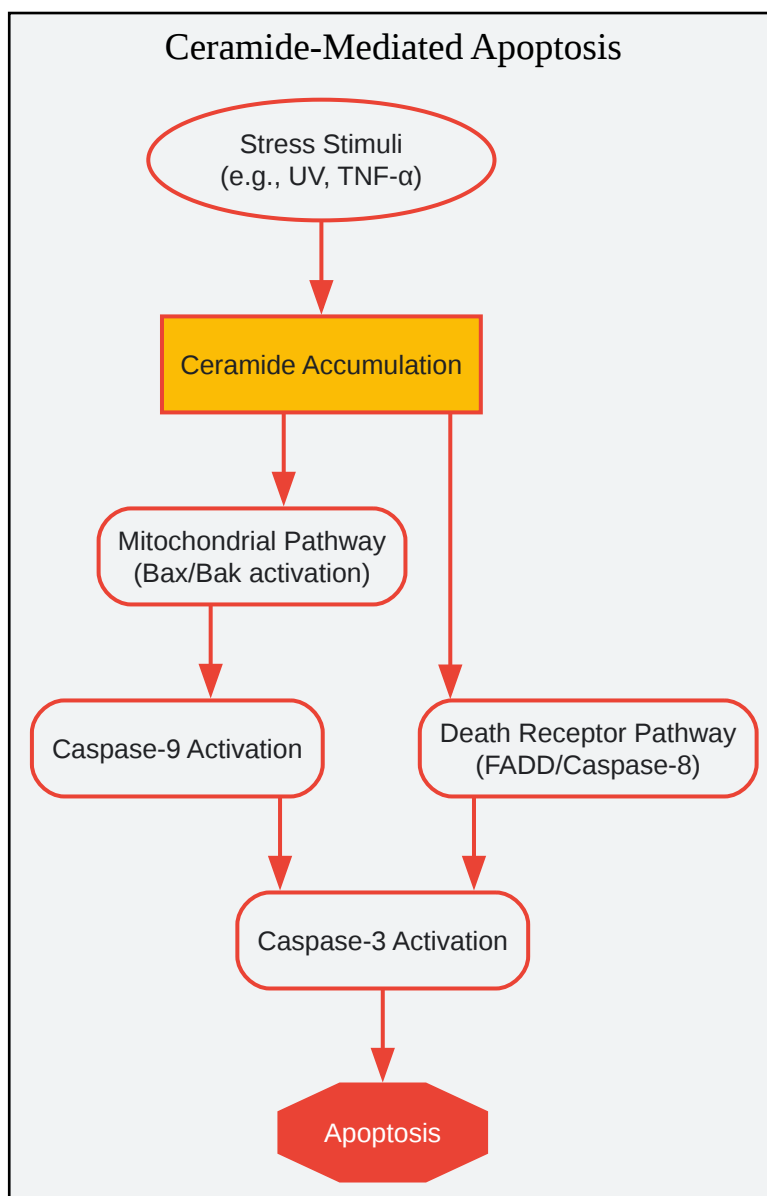 Ceramide-Mediated Apoptosis
Stress Stimuli
(e.g., UV, TNF-α)
Ceramide Accumulation
Mitochondrial Pathway
(Bax/Bak activation)
Caspase-9 Activation
Death Receptor Pathway
(FADD/Caspase-8)
Caspase-3 Activation
Apoptosis